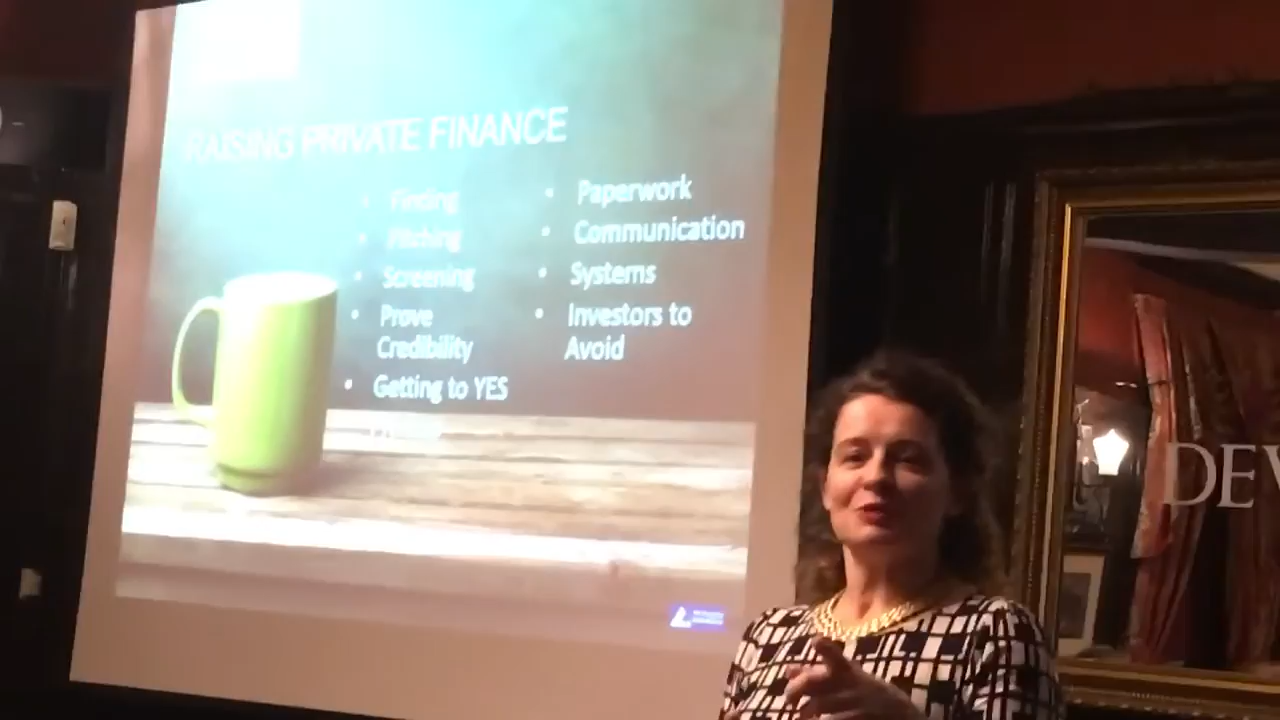 RAISING PRIVATE FINANCE
Finding
Pitching
Screening
Prove
Credibility
Getting to YES
Paperwork
Communication
Systems
Investors to
Avoid
DEV